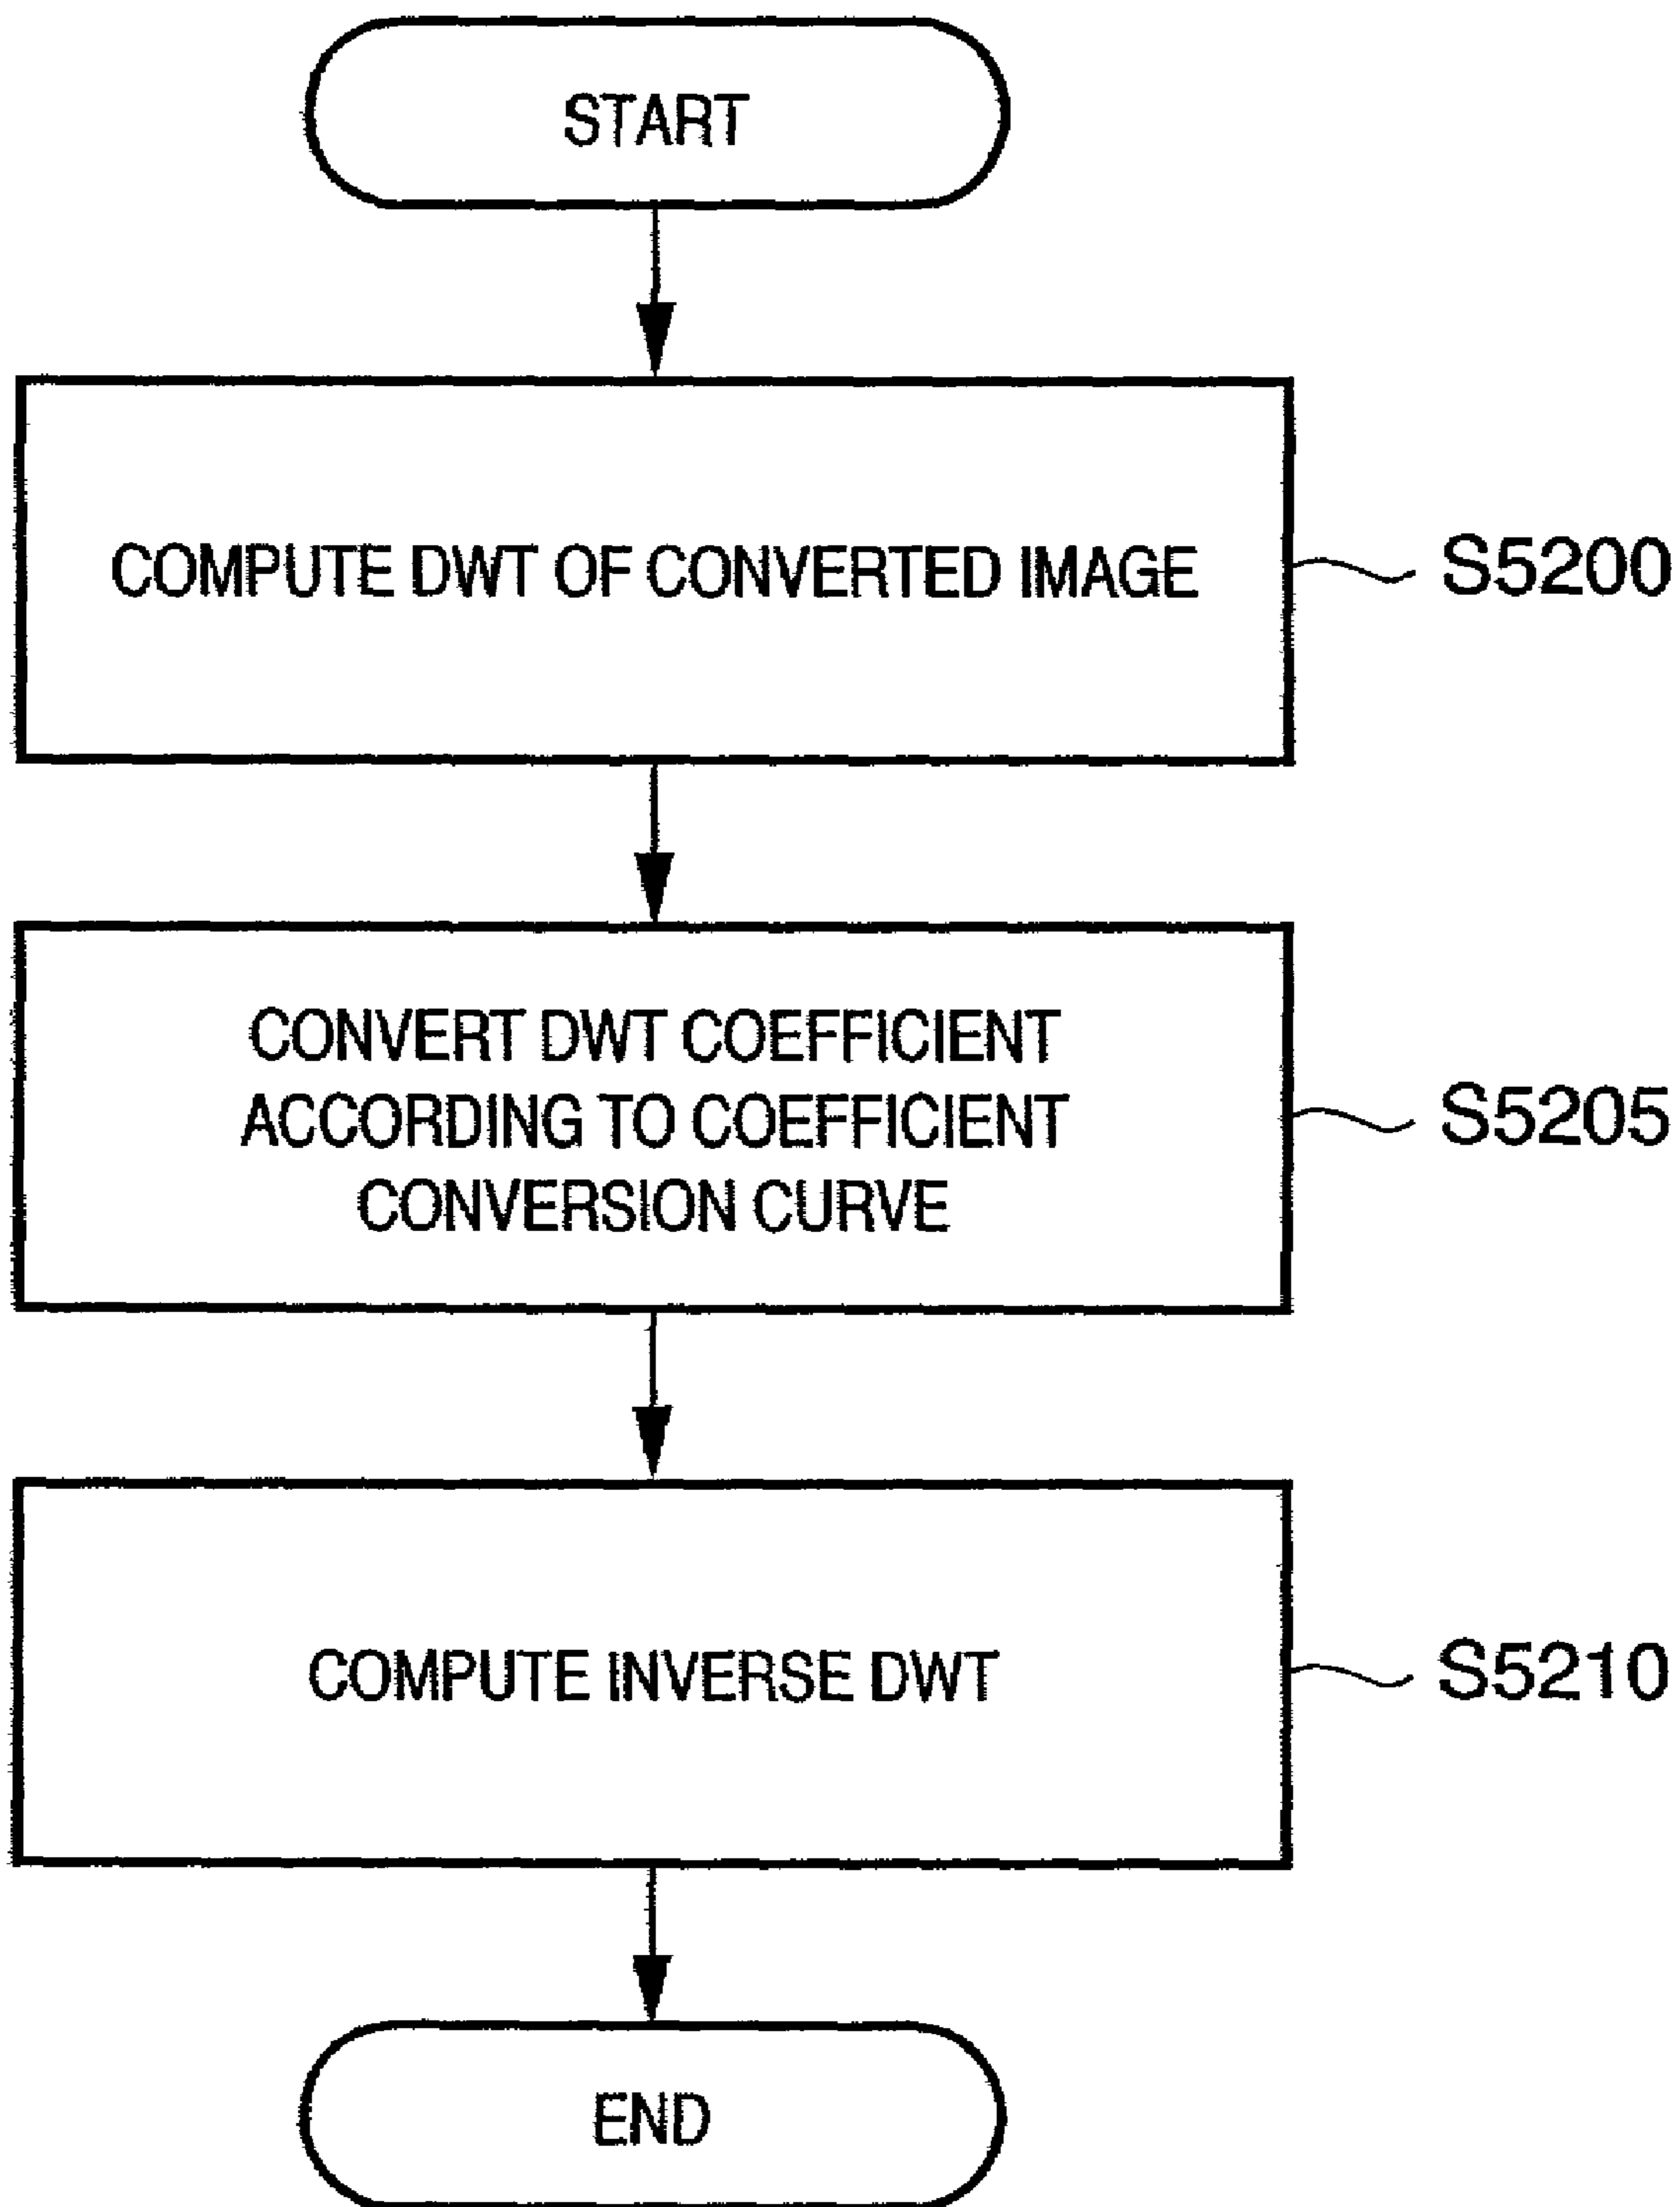 START
COMPUTE DWT OF CONVERTED IMAGE
S5200
CONVERT DWT COEFFICIENT
ACCORDING TO COEFFICIENT
CONVERSION CURVE
S5205
COMPUTE INVERSE DWT
S5210
END